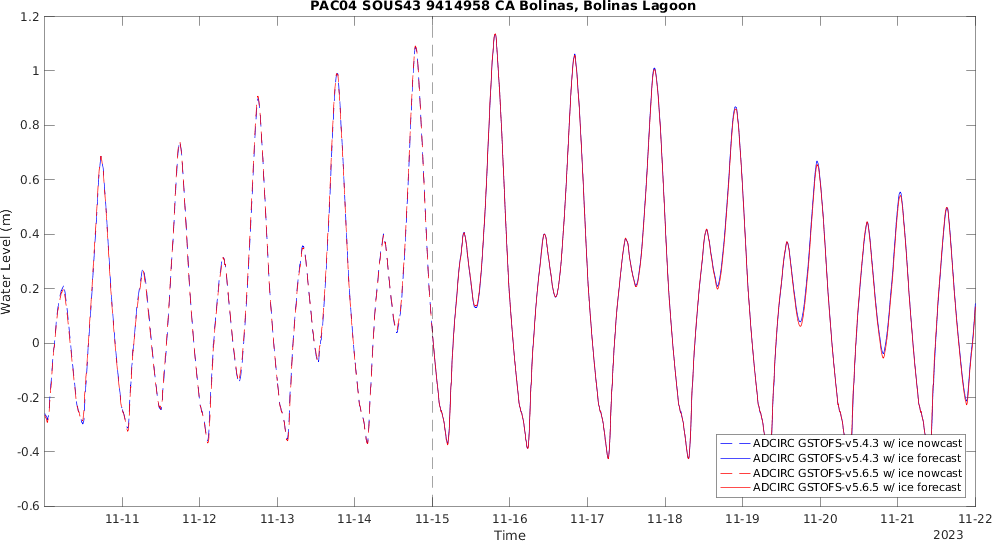 PAC04 SOUS43 9414958 CA Bolinas, Bolinas Lagoon
1.2
1
0.8
0.6
0.4
0.2
0
-0.2
-0.4
-0.6
Water Level (m)
ADCIRC GSTOFS-v5.4.3 w/ ice nowcast
ADCIRC GSTOFS-v5.4.3 w/ ice forecast
ADCIRC GSTOFS-v5.6.5 w/ ice nowcast
ADCIRC GSTOFS-v5.6.5 w/ ice forecast
11-11 11-12 11-13 11-14 11-15 11-16 11-17 11-18 11-19 11-20 11-21 11-22
Time 2023